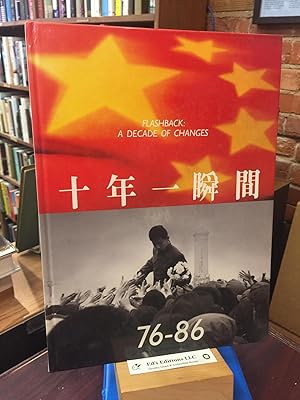 FLASHBACK:
A DECADE OF CHANGES
十年一瞬間
76-86
Ed's Editions LLC